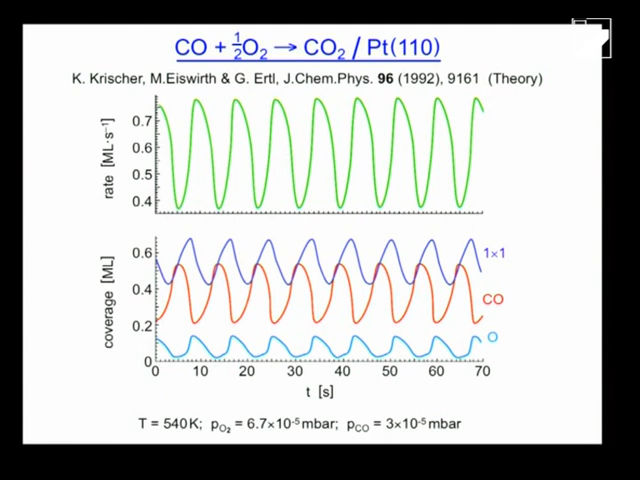 CO + ½O₂ → CO₂ / Pt(110)
K. Krischer, M.Eiswirth & G. Ertl, J.Chem.Phys. 96 (1992), 9161 (Theory)
rate [ML·s⁻¹]
0.7
0.6
0.5
0.4
coverage [ML]
0.6
0.4
0.2
0
1×1
CO
O
0 10 20 30 40 50 60 70
t [s]
T = 540K; pO₂ = 6.7×10⁻⁵ mbar; pCO = 3×10⁻⁵ mbar